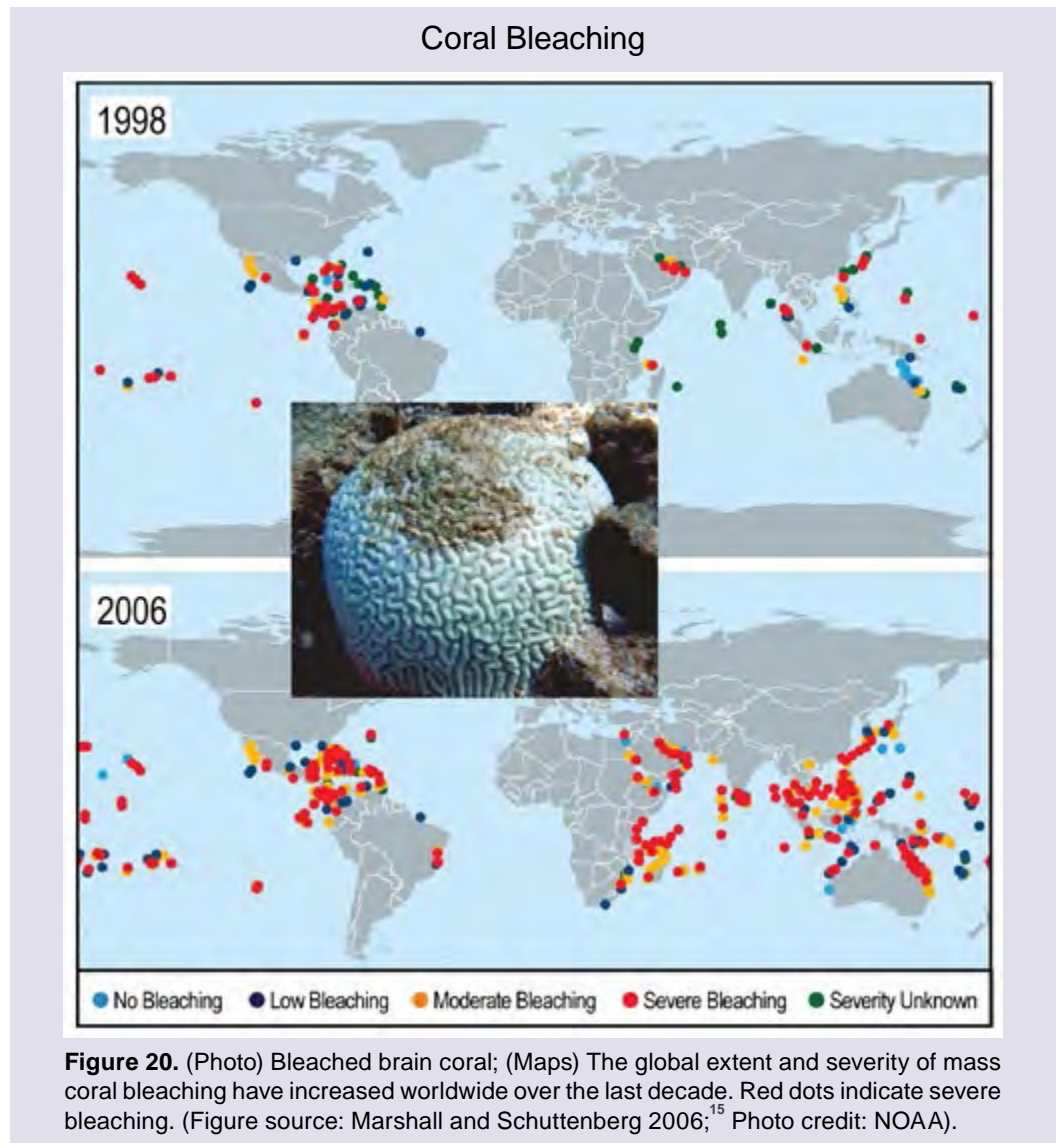 Coral Bleaching
1998
2006
No Bleaching Low Bleaching Moderate Bleaching Severe Bleaching Severity Unknown
Figure 20. (Photo) Bleached brain coral; (Maps) The global extent and severity of mass
coral bleaching have increased worldwide over the last decade. Red dots indicate severe
bleaching. (Figure source: Marshall and Schuttenberg 2006;15 Photo credit: NOAA).